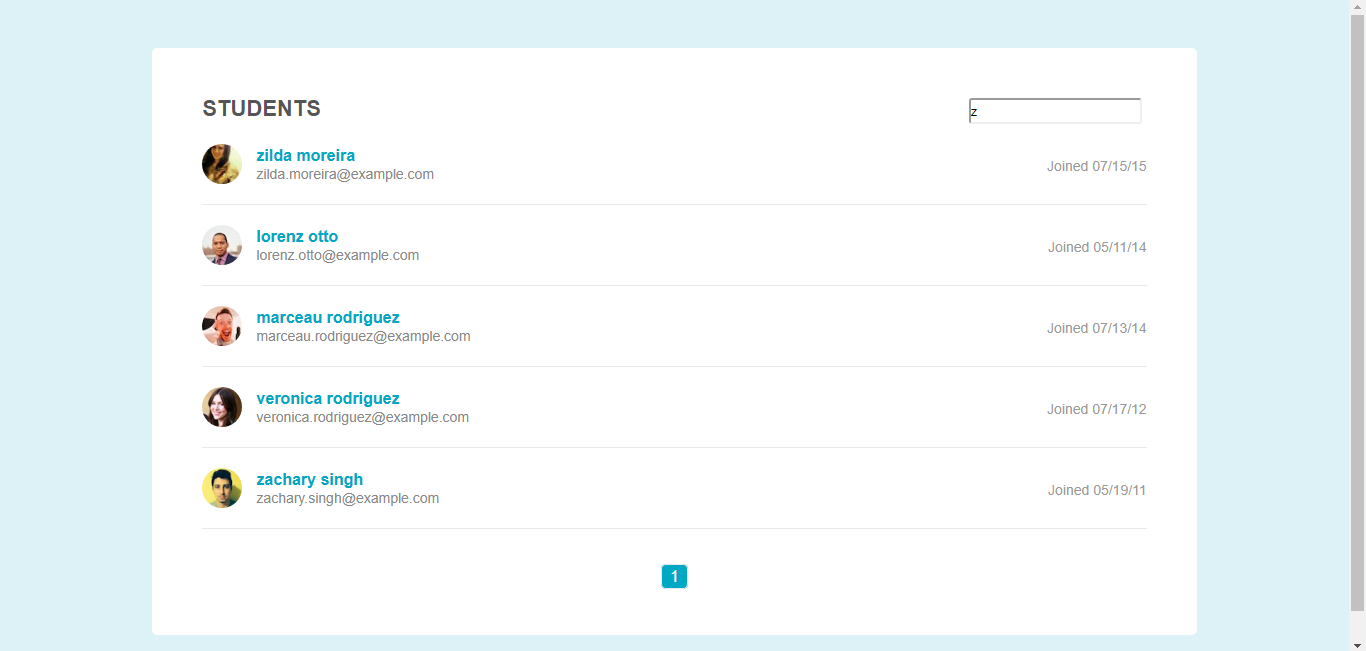 STUDENTS
z
zilda moreira
zilda.moreira@example.com
Joined 07/15/15
lorenz otto
lorenz.otto@example.com
Joined 05/11/14
marceau rodriguez
marceau.rodriguez@example.com
Joined 07/13/14
veronica rodriguez
veronica.rodriguez@example.com
Joined 07/17/12
zachary singh
zachary.singh@example.com
Joined 05/19/11
1